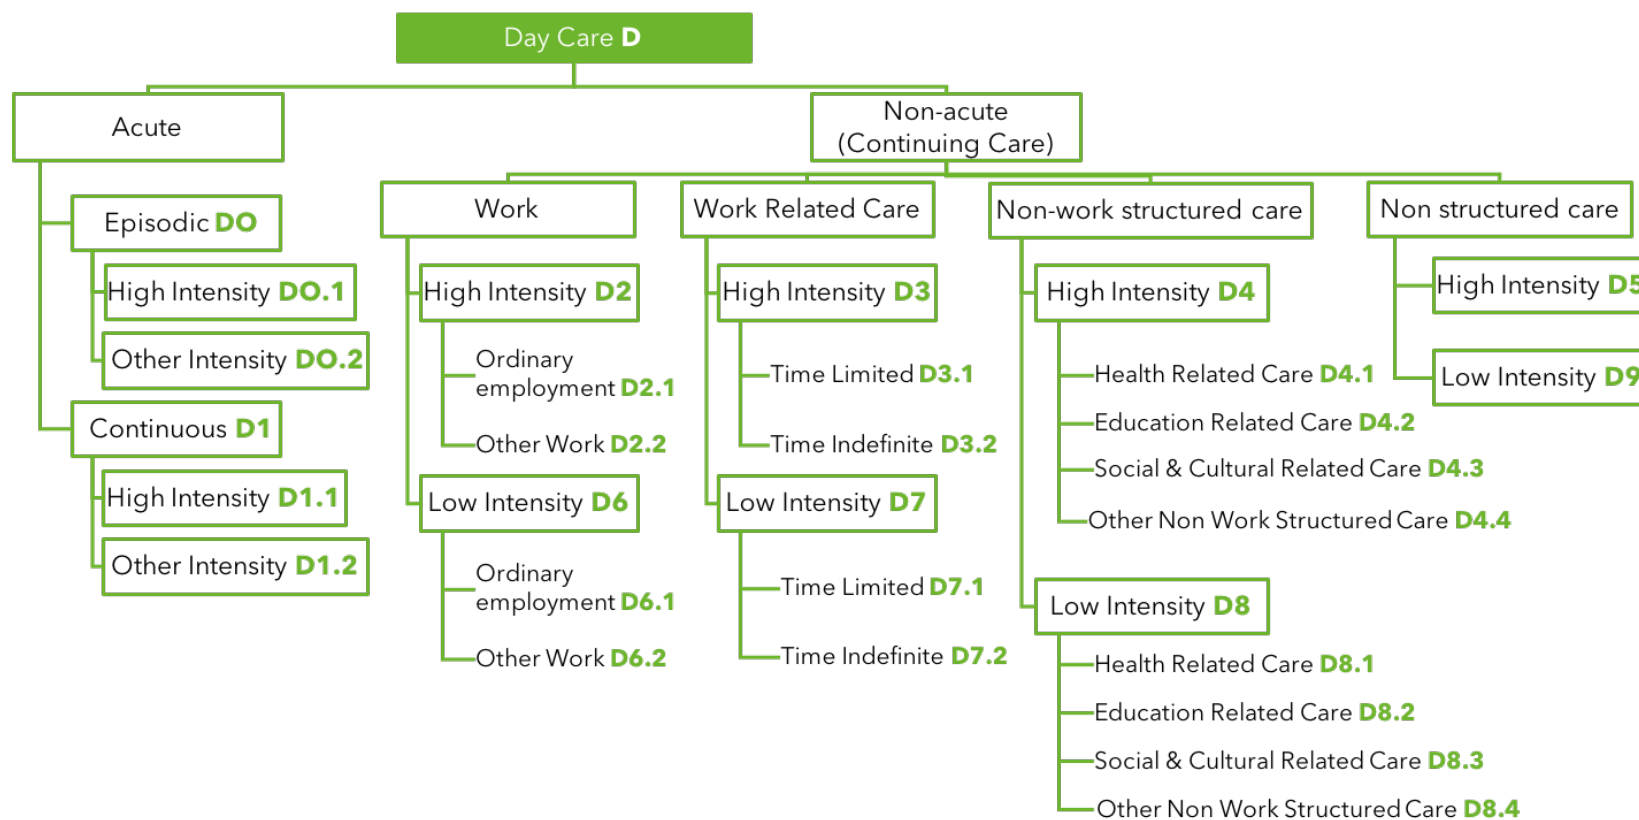 Day Care D
Acute
Non-acute
(Continuing Care)
Episodic DO
High Intensity DO.1
Other Intensity DO.2
Continuous D1
High Intensity D1.1
Other Intensity D1.2
Work
High Intensity D2
Ordinary
employment D2.1
Other Work D2.2
Low Intensity D6
Ordinary
employment D6.1
Other Work D6.2
Work Related Care
High Intensity D3
Time Limited D3.1
Time Indefinite D3.2
Low Intensity D7
Time Limited D7.1
Time Indefinite D7.2
Non-work structured care
High Intensity D4
Health Related Care D4.1
Education Related Care D4.2
Social & Cultural Related Care D4.3
Other Non Work Structured Care D4.4
Low Intensity D8
Health Related Care D8.1
Education Related Care D8.2
Social & Cultural Related Care D8.3
Other Non Work Structured Care D8.4
Non structured care
High Intensity D5
Low Intensity D9